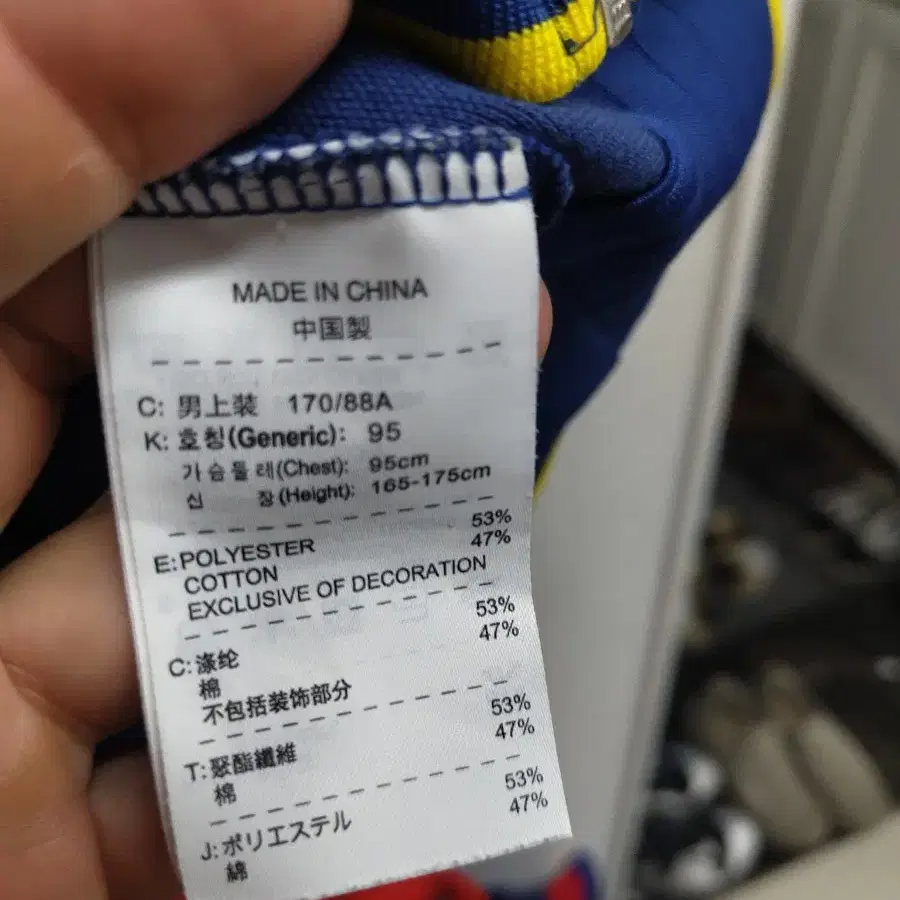 MADE IN CHINA
中国製
C: 男上装 170/88A
K: 호칭(Generic): 95
가슴둘레(Chest): 95cm
신 장(Height): 165-175cm
E:POLYESTER 53%
COTTON 47%
EXCLUSIVE OF DECORATION
C:涤纶 53%
棉 47%
不包括装饰部分
T:聚酯纖維 53%
棉 47%
J:ポリエステル 53%
綿 47%